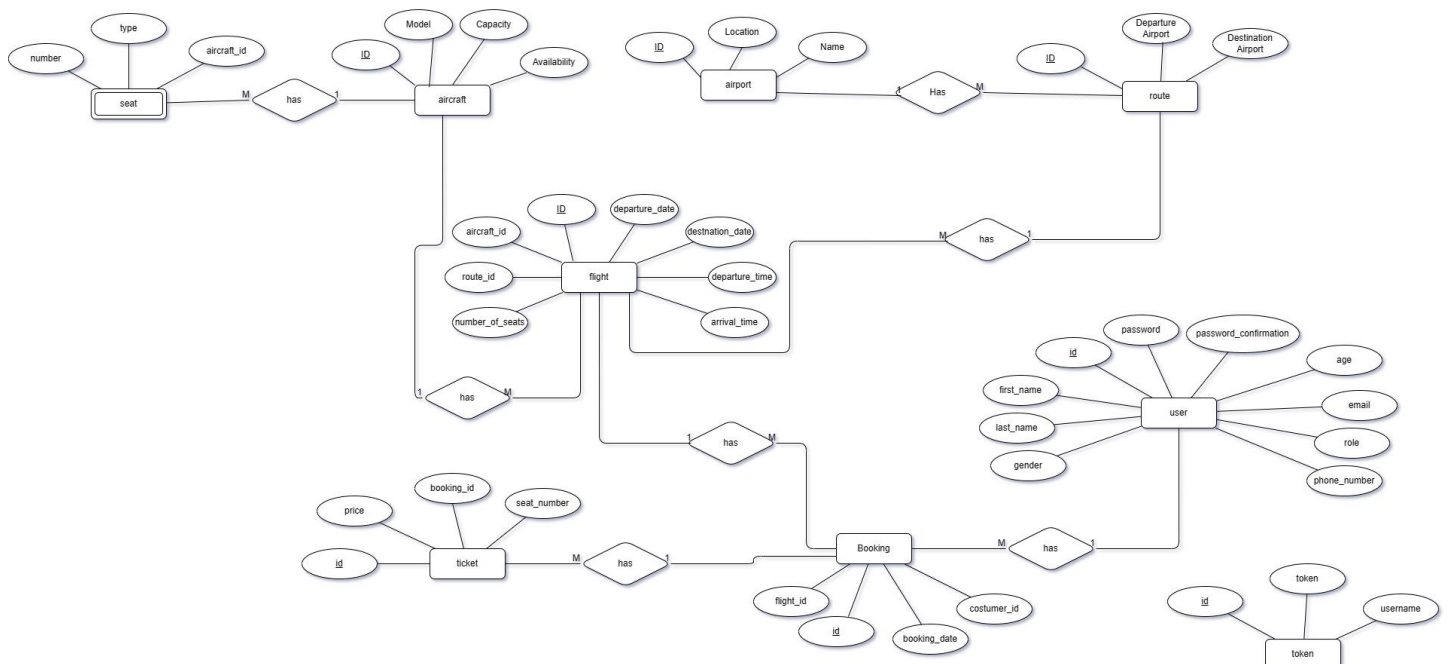 type
number
aircraft_id
seat
M
has
1
Model
Capacity
ID
Availability
aircraft
ID
Location
Name
airport
1
Has
M
Departure
Airport
Destination
Airport
ID
route
ID
departure_date
aircraft_id
destnation_date
route_id
flight
departure_time
number_of_seats
arrival_time
M
has
1
1
has
M
1
has
M
password
password_confirmation
id
age
first_name
email
user
last_name
role
gender
phone_number
booking_id
seat_number
price
id
ticket
M
has
1
Booking
M
has
1
flight_id
costumer_id
id
booking_date
token
id
username
token